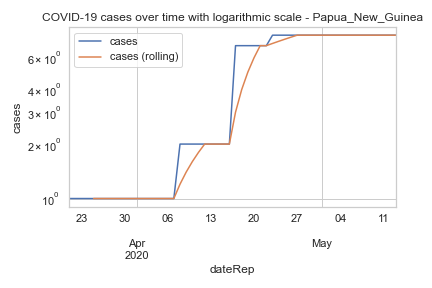 COVID-19 cases over time with logarithmic scale - Papua_New_Guinea
cases
cases (rolling)
6 × 10⁰
4 × 10⁰
3 × 10⁰
2 × 10⁰
10⁰
cases
23 30 06 13 20 27 04 11
Apr May
2020
dateRep